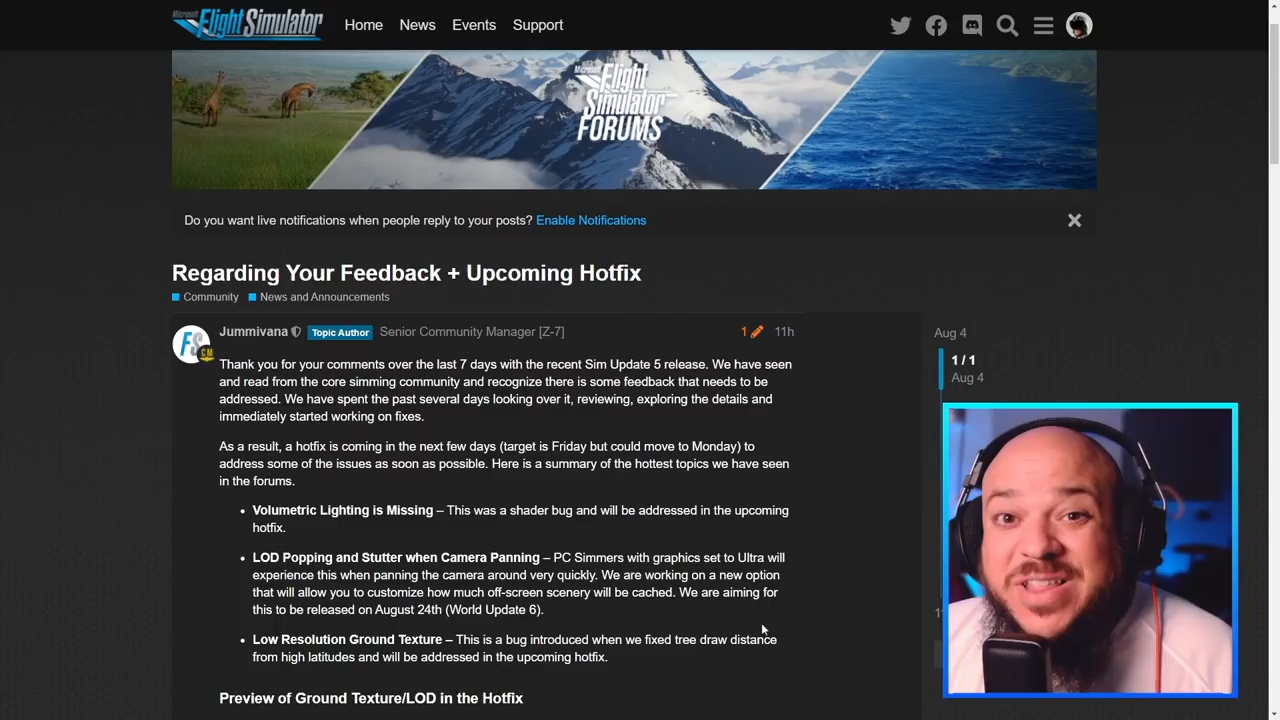 Microsoft
Flight Simulator
Home News Events Support
Microsoft
Flight
Simulator
FORUMS
Do you want live notifications when people reply to your posts? Enable Notifications
Regarding Your Feedback + Upcoming Hotfix
Community News and Announcements
FS
CM
Jummivana Topic Author Senior Community Manager [Z-7] 1 11h
Thank you for your comments over the last 7 days with the recent Sim Update 5 release. We have seen
and read from the core simming community and recognize there is some feedback that needs to be
addressed. We have spent the past several days looking over it, reviewing, exploring the details and
immediately started working on fixes.
As a result, a hotfix is coming in the next few days (target is Friday but could move to Monday) to
address some of the issues as soon as possible. Here is a summary of the hottest topics we have seen
in the forums.
• Volumetric Lighting is Missing – This was a shader bug and will be addressed in the upcoming
hotfix.
• LOD Popping and Stutter when Camera Panning – PC Simmers with graphics set to Ultra will
experience this when panning the camera around very quickly. We are working on a new option
that will allow you to customize how much off-screen scenery will be cached. We are aiming for
this to be released on August 24th (World Update 6).
• Low Resolution Ground Texture – This is a bug introduced when we fixed tree draw distance
from high latitudes and will be addressed in the upcoming hotfix.
Preview of Ground Texture/LOD in the Hotfix
Aug 4
1 / 1
Aug 4